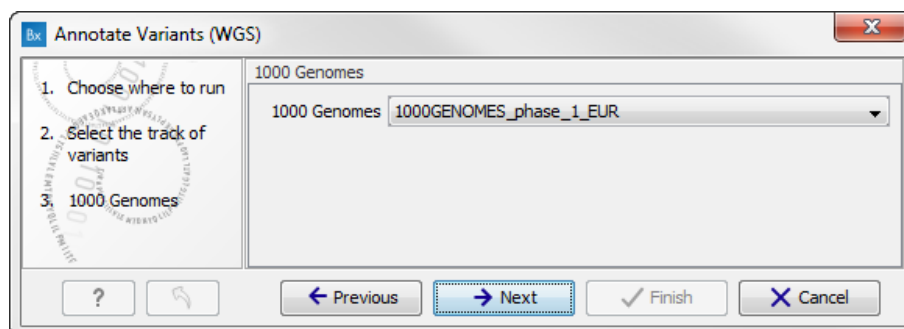 Bx Annotate Variants (WGS)
1. Choose where to run
2. Select the track of
variants
3. 1000 Genomes
1000 Genomes
1000 Genomes 1000GENOMES_phase_1_EUR
? Previous Next Finish Cancel